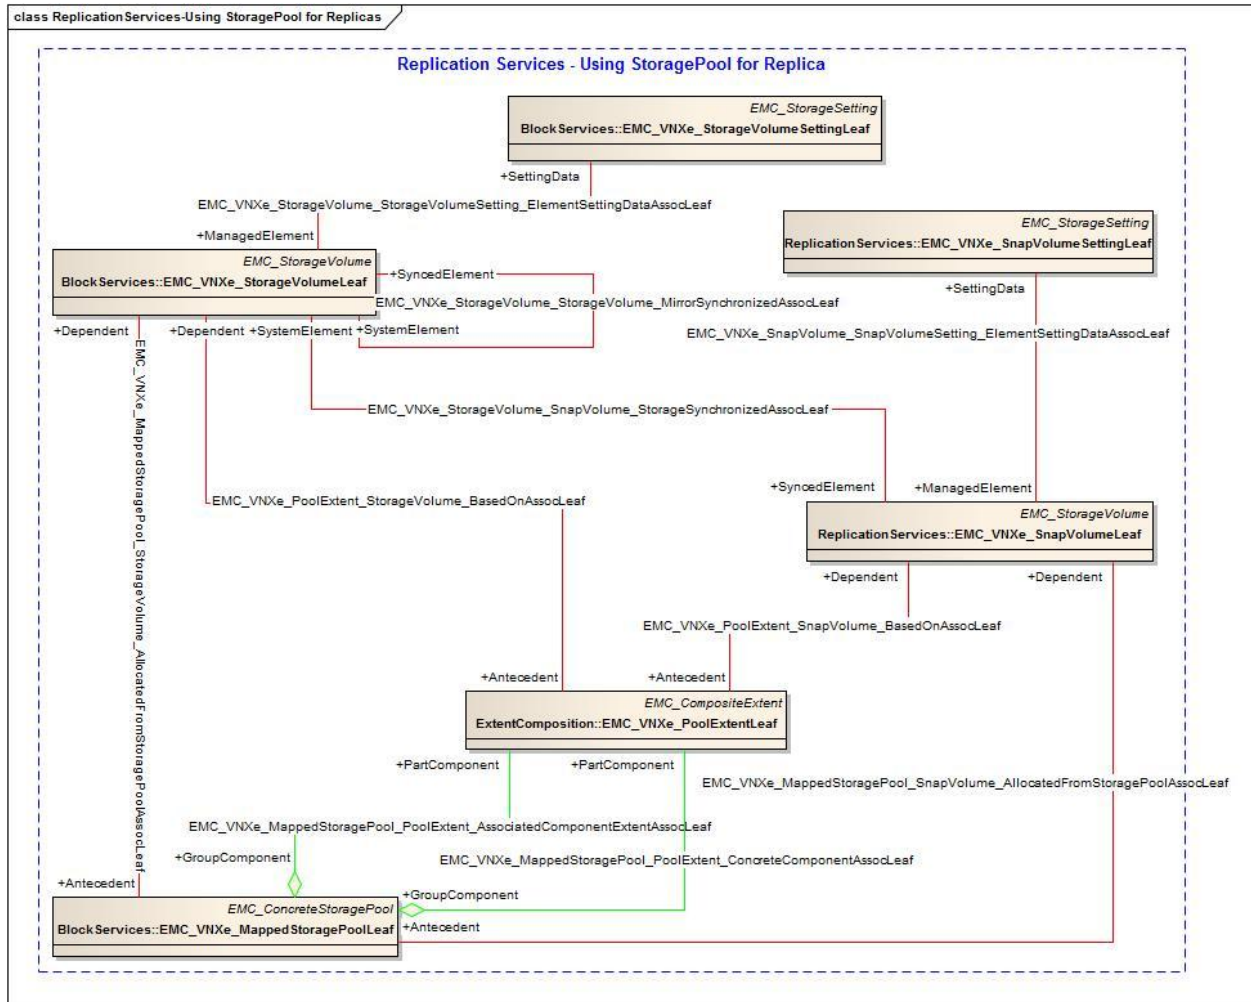 class ReplicationServices-Using StoragePool for Replicas
Replication Services - Using StoragePool for Replica
EMC_StorageSetting
BlockServices::EMC_VNXe_StorageVolumeSettingLeaf
+SettingData
EMC_VNXe_StorageVolume_StorageVolumeSetting_ElementSettingDataAssocLeaf
+ManagedElement
EMC_StorageSetting
ReplicationServices::EMC_VNXe_SnapVolumeSettingLeaf
+SettingData
EMC_StorageVolume
BlockServices::EMC_VNXe_StorageVolumeLeaf
+SyncedElement
EMC_VNXe_StorageVolume_StorageVolume_MirrorSynchronizedAssocLeaf
+Dependent
+Dependent
+SystemElement
+SystemElement
EMC_VNXe_SnapVolume_SnapVolumeSetting_ElementSettingDataAssocLeaf
EMC_VNXe_MappedStoragePool_StorageVolume_AllocatedFromStoragePoolAssocLeaf
EMC_VNXe_StorageVolume_SnapVolume_StorageSynchronizedAssocLeaf
EMC_VNXe_PoolExtent_StorageVolume_BasedOnAssocLeaf
+SyncedElement
+ManagedElement
EMC_StorageVolume
ReplicationServices::EMC_VNXe_SnapVolumeLeaf
+Dependent
+Dependent
EMC_VNXe_PoolExtent_SnapVolume_BasedOnAssocLeaf
+Antecedent
+Antecedent
EMC_CompositeExtent
ExtentComposition::EMC_VNXe_PoolExtentLeaf
+PartComponent
+PartComponent
EMC_VNXe_MappedStoragePool_SnapVolume_AllocatedFromStoragePoolAssocLeaf
EMC_VNXe_MappedStoragePool_PoolExtent_AssociatedComponentExtentAssocLeaf
+GroupComponent
EMC_VNXe_MappedStoragePool_PoolExtent_ConcreteComponentAssocLeaf
+Antecedent
+GroupComponent
EMC_ConcreteStoragePool
BlockServices::EMC_VNXe_MappedStoragePoolLeaf
+Antecedent